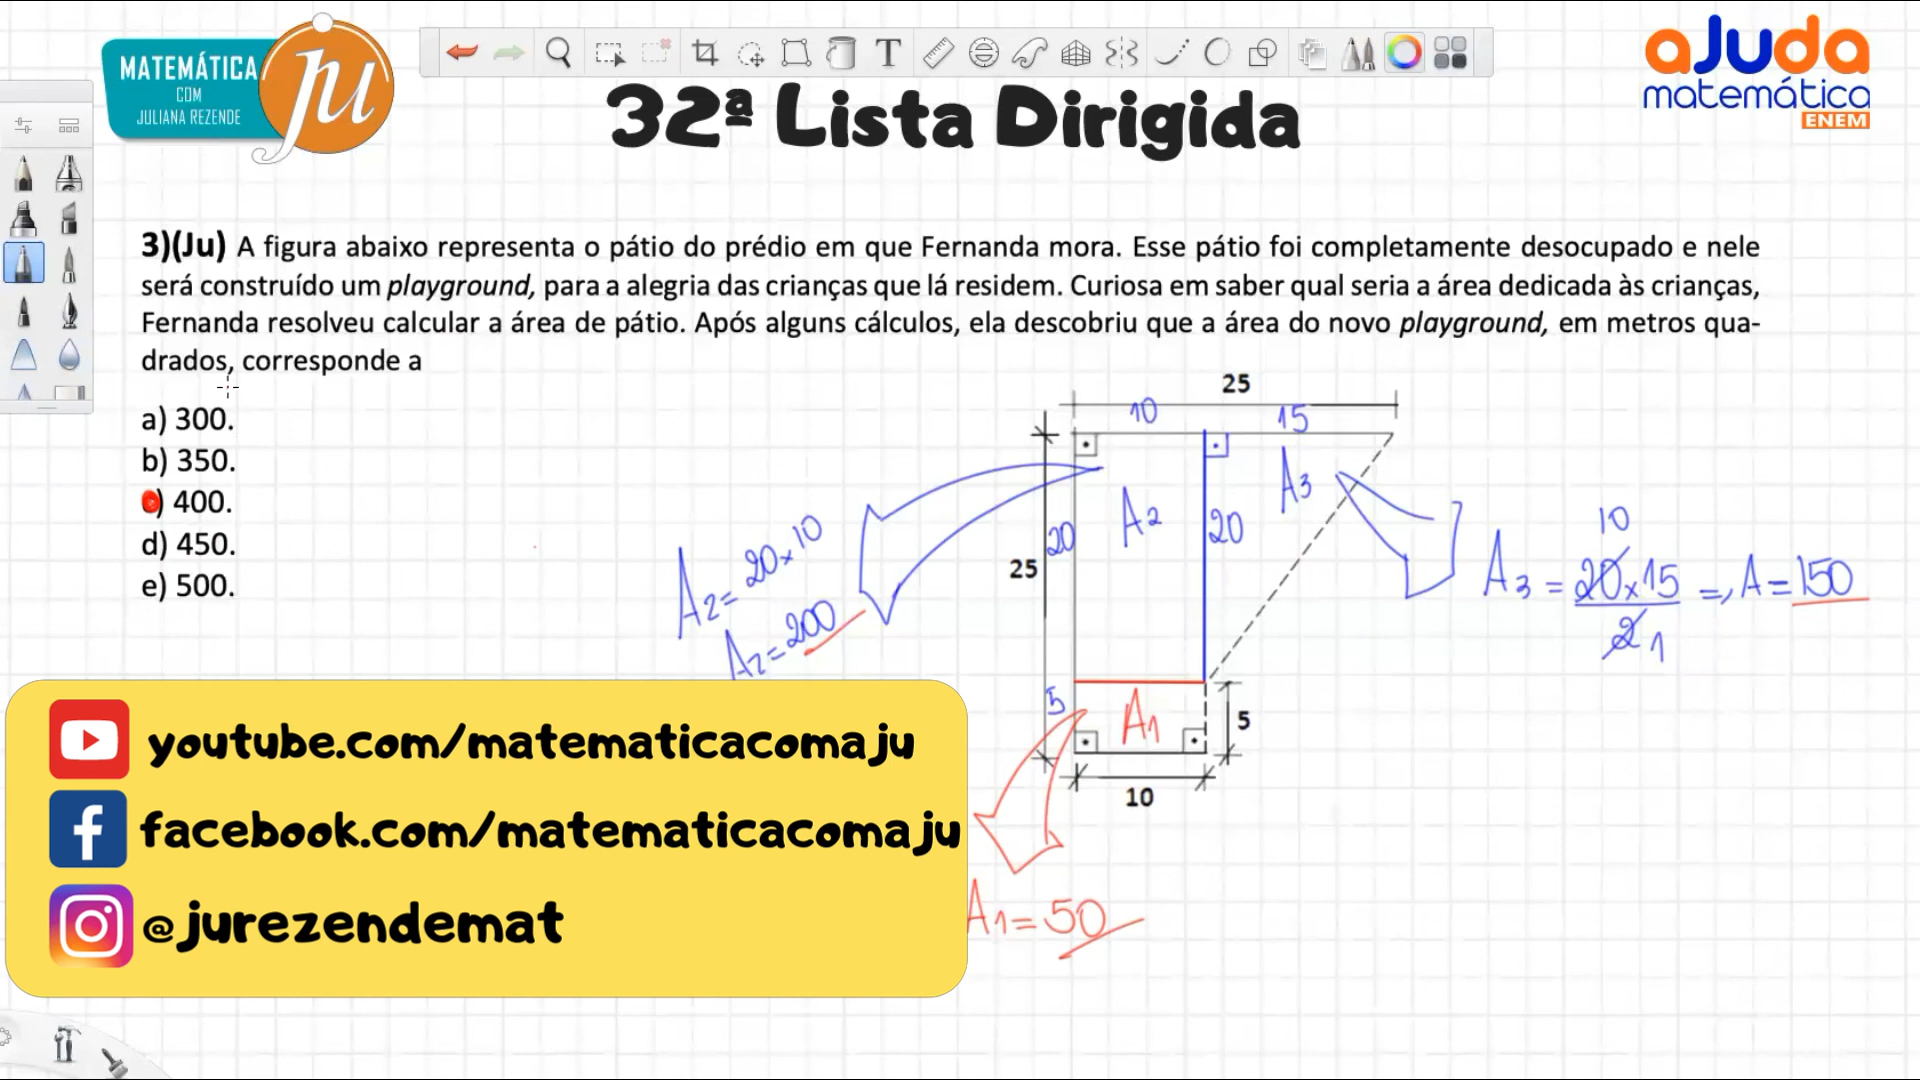 MATEMÁTICA
COM
JULIANA REZENDE
ju
T
aJuda
matemática
ENEM
32ª Lista Dirigida
3)(Ju) A figura abaixo representa o pátio do prédio em que Fernanda mora. Esse pátio foi completamente desocupado e nele
será construído um playground, para a alegria das crianças que lá residem. Curiosa em saber qual seria a área dedicada às crianças,
Fernanda resolveu calcular a área de pátio. Após alguns cálculos, ela descobriu que a área do novo playground, em metros qua-
drados, corresponde a
a) 300.
b) 350.
) 400.
d) 450.
e) 500.
25
10 15
25
20
A2
20
A3
A2=20×10
A2=200
10
A3 = 20×15 =, A=150
2 1
5
A1
5
10
A1=50
youtube.com/matematicacomaju
facebook.com/matematicacomaju
@jurezendemat